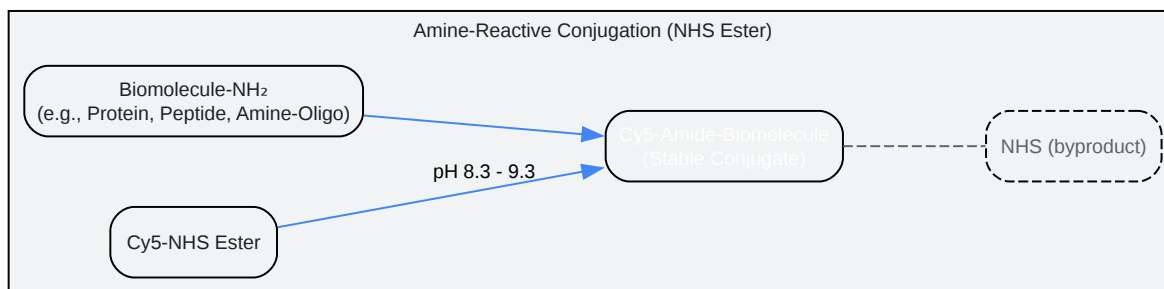 Amine-Reactive Conjugation (NHS Ester)
Biomolecule-NH₂
(e.g., Protein, Peptide, Amine-Oligo)
Cy5-Amide-Biomolecule
(Stable Conjugate)
NHS (byproduct)
pH 8.3 - 9.3
Cy5-NHS Ester